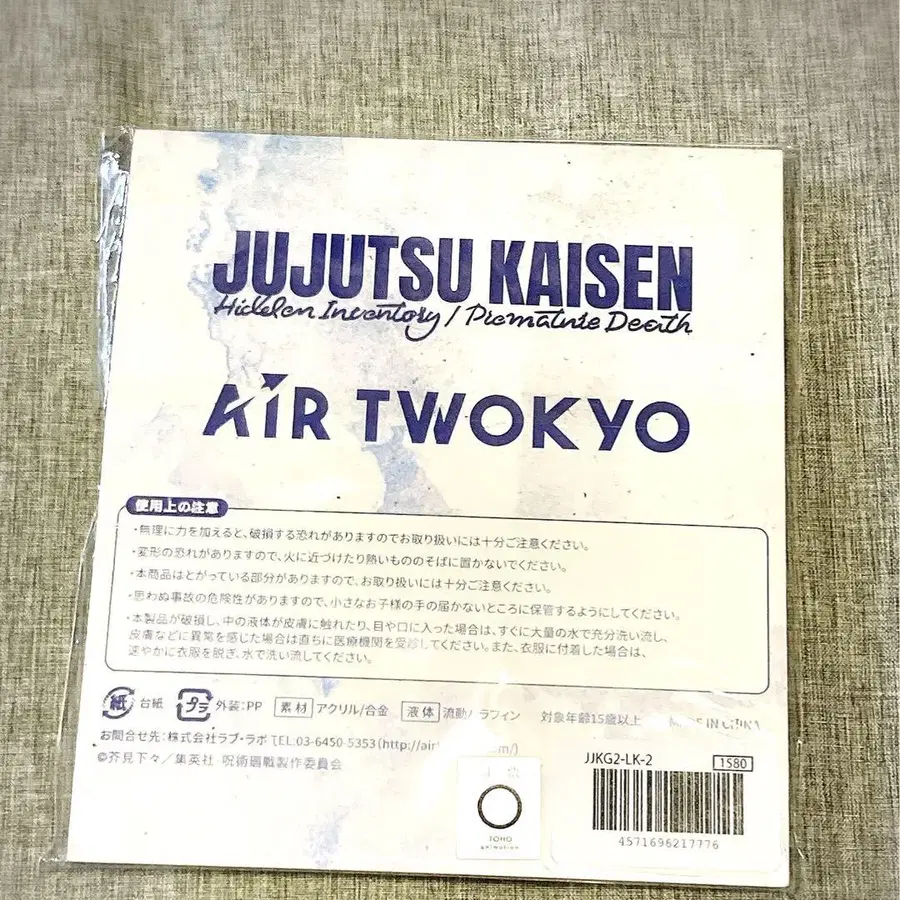 JUJUTSU KAISEN
Hidden Inventory / Premature Death
AIR TWOKYO
使用上の注意
・無理に力を加えると、破損する恐れがありますのでお取り扱いには十分ご注意ください。
・変形の恐れがありますので、火に近づけたり熱いもののそばに置かないでください。
・本商品はとがっている部分がありますので、お取り扱いには十分ご注意ください。
・思わぬ事故の危険性がありますので、小さなお子様の手の届かないところに保管するようにしてください。
・本製品が破損し、中の液体が皮膚に触れたり、目や口に入った場合は、すぐに大量の水で充分洗い流し、
皮膚などに異常を感じた場合は直ちに医療機関を受診してください。また、衣服に付着した場合は、
速やかに衣服を脱ぎ、水で洗い流してください。
紙 台紙 プラ 外装：PP 素材 アクリル/合金 液体 流動パラフィン 対象年齢15歳以上 MADE IN CHINA
お問合せ先：株式会社ラブ・ラボ TEL.03-6450-5353 (http://air
©芥見下々／集英社・呪術廻戦製作委員会
JJKG2-LK-2 1580
4571696217776
TOHO
animation